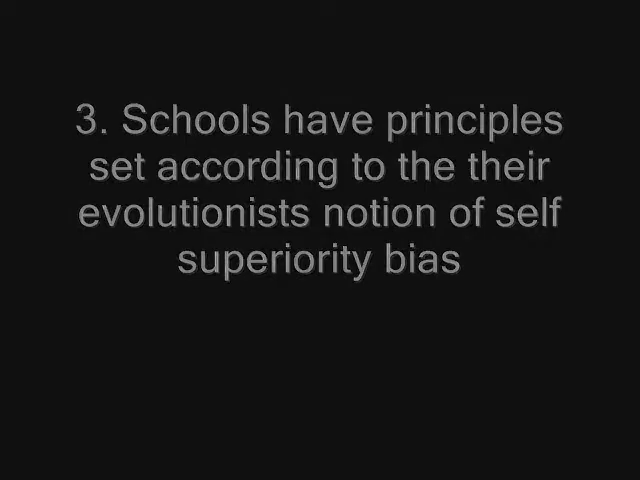 3. Schools have principles
set according to the their
evolutionists notion of self
superiority bias